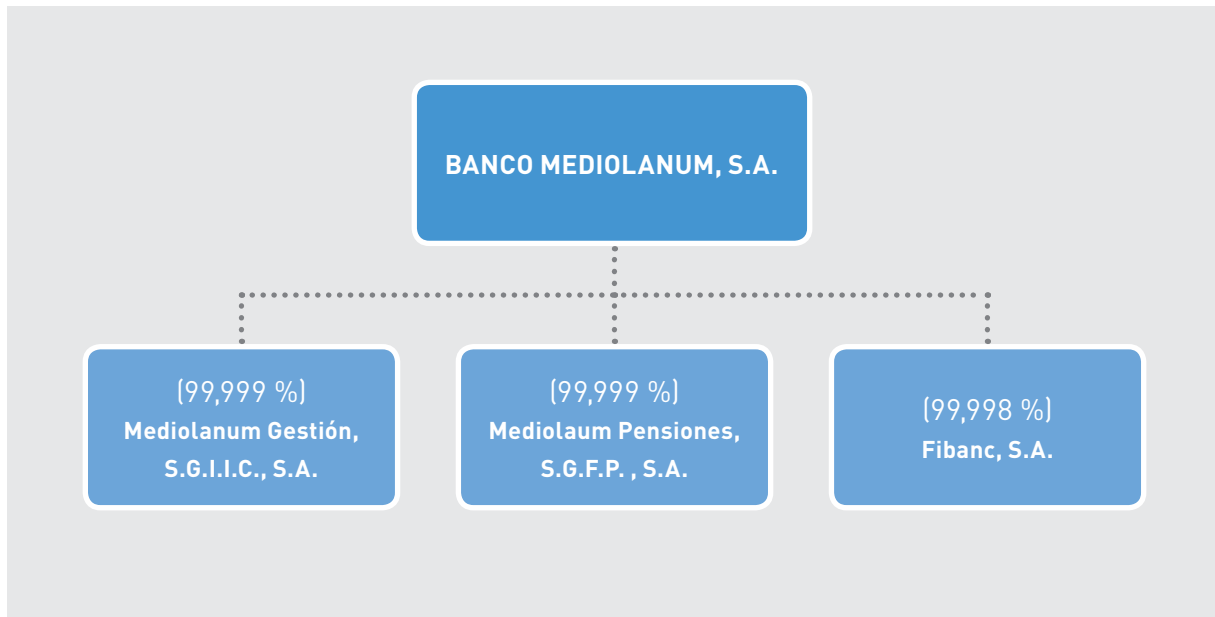 BANCO MEDIOLANUM, S.A.
(99,999 %)
Mediolanum Gestión,
S.G.I.I.C., S.A.
(99,999 %)
Mediolaum Pensiones,
S.G.F.P. , S.A.
(99,998 %)
Fibanc, S.A.